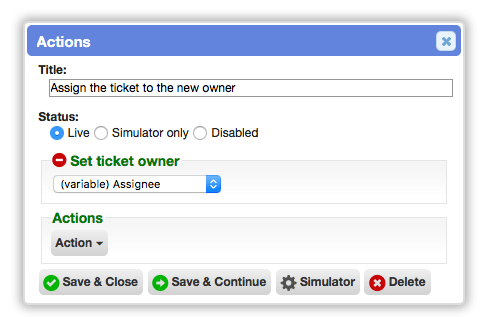 Actions
Title:
Assign the ticket to the new owner
Status:
Live Simulator only Disabled
Set ticket owner
(variable) Assignee
Actions
Action
Save & Close Save & Continue Simulator Delete